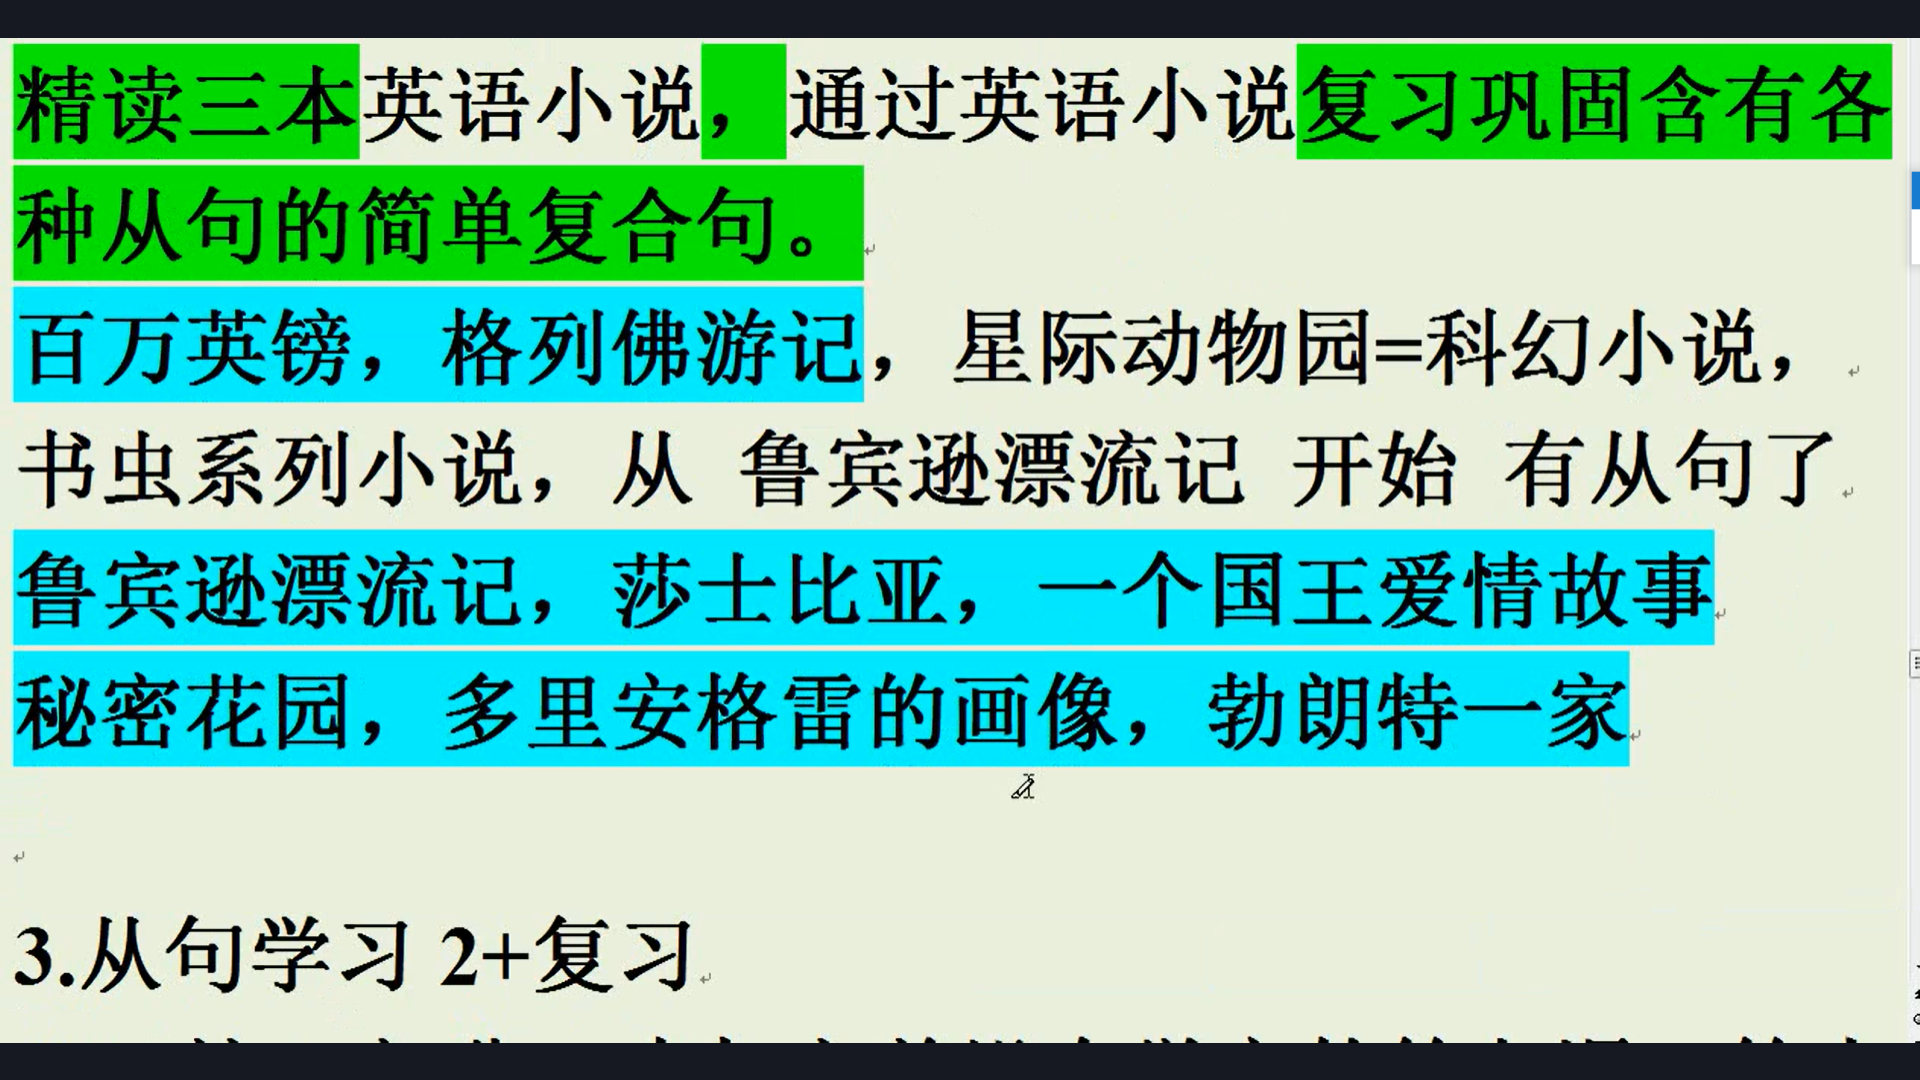 精读三本英语小说，通过英语小说复习巩固含有各
种从句的简单复合句。
百万英镑，格列佛游记，星际动物园=科幻小说，
书虫系列小说，从 鲁宾逊漂流记 开始 有从句了
鲁宾逊漂流记，莎士比亚，一个国王爱情故事
秘密花园，多里安格雷的画像，勃朗特一家
3.从句学习 2+复习